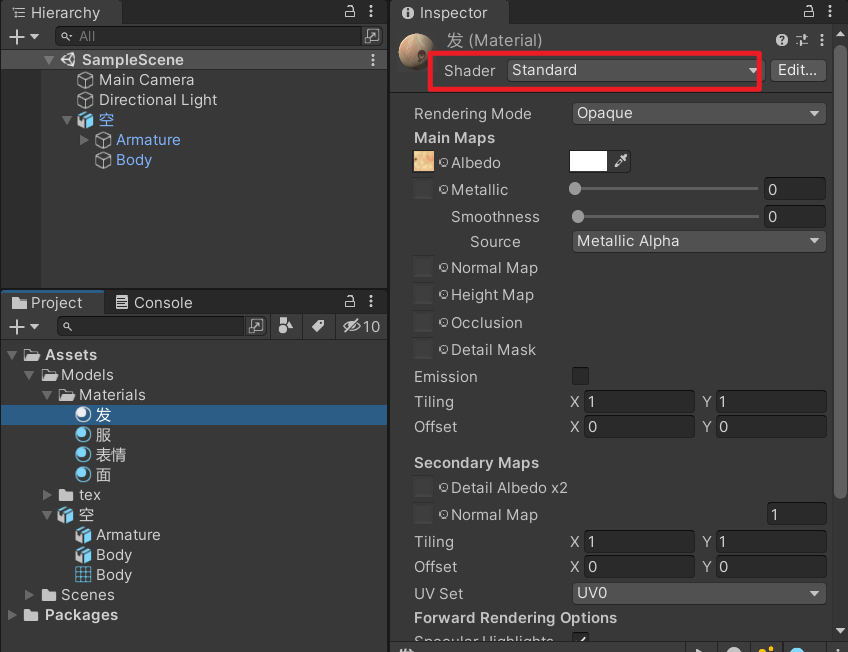 Hierarchy
All
SampleScene
Main Camera
Directional Light
空
Armature
Body
Project
Console
10
Assets
Models
Materials
发
服
表情
面
tex
空
Armature
Body
Body
Scenes
Packages
Inspector
发 (Material)
Shader Standard Edit...
Rendering Mode Opaque
Main Maps
Albedo
Metallic 0
Smoothness 0
Source Metallic Alpha
Normal Map
Height Map
Occlusion
Detail Mask
Emission
Tiling X 1 Y 1
Offset X 0 Y 0
Secondary Maps
Detail Albedo x2
Normal Map 1
Tiling X 1 Y 1
Offset X 0 Y 0
UV Set UV0
Forward Rendering Options
Specular Highlights